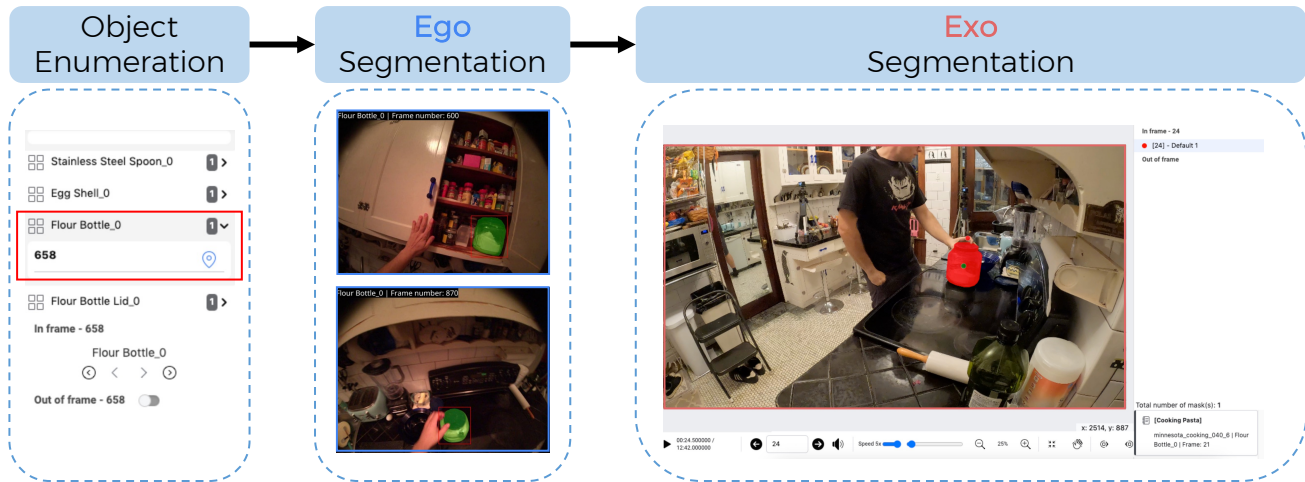 Object
Enumeration
Ego
Segmentation
Exo
Segmentation
Stainless Steel Spoon_0 1
Egg Shell_0 1
Flour Bottle_0 1
658
Flour Bottle Lid_0 1
In frame - 658
Flour Bottle_0
Out of frame - 658
Flour Bottle_0 | Frame number: 600
Flour Bottle_0 | Frame number: 870
In frame - 24
[24] - Default 1
Out of frame
Total number of mask(s): 1
[Cooking Pasta]
minnesota_cooking_040_6 | Flour
Bottle_0 | Frame: 21
x: 2514, y: 887
00:24.500000 /
12:42.000000
24
Speed 5x
25%